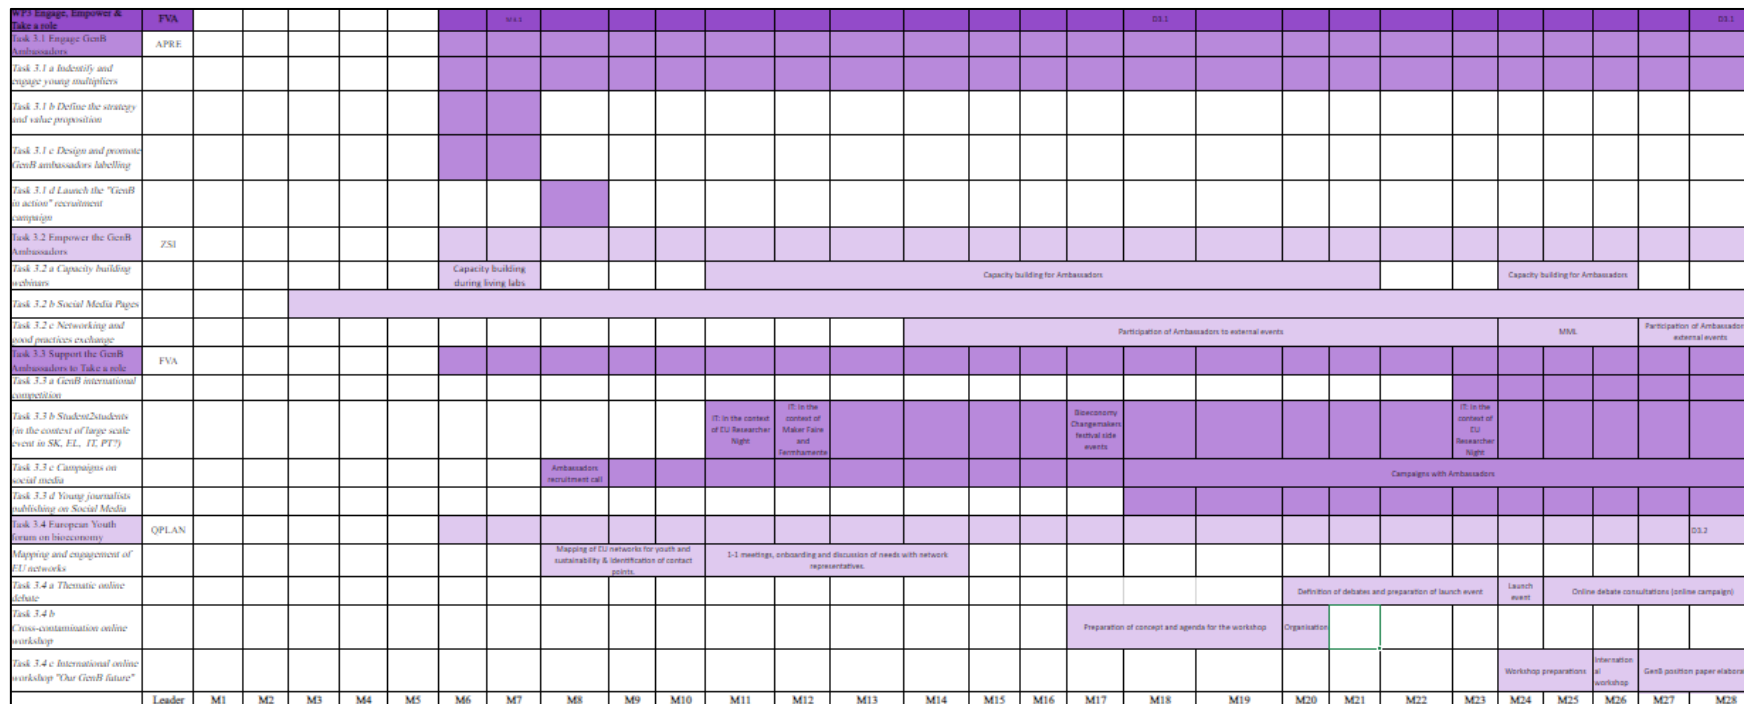 WP3 Engage, Empower &
Take a role
FVA
D3.1
D3.1
Task 3.1 Engage GenB
Ambassadors
APRE
Task 3.1 a Indentify and
engage young multipliers
Task 3.1 b Define the strategy
and value proposition
Task 3.1 c Design and promote
GenB ambassadors labelling
Task 3.1 d Launch the "GenB
in action" recruitment
campaign
Task 3.2 Empower the GenB
Ambassadors
ZSI
Task 3.2 a Capacity building
webinars
Capacity building
during living labs
Capacity building for Ambassadors
Capacity building for Ambassadors
Task 3.2 b Social Media Pages
Task 3.2 c Networking and
good practices exchange
Participation of Ambassadors to external events
MML
Participation of Ambassador
external events
Task 3.3 Support the GenB
Ambassadors to Take a role
FVA
Task 3.3 a GenB international
competition
Task 3.3 b Student2students
(in the context of large scale
event in SK, EL, IT, PT?)
IT: in the context
of EU Researcher
Night
IT: in the
context of
Maker Faire
and
Fermhamente
Bioeconomy
Changemakers
festival side
events
IT: in the
context of
EU
Researcher
Night
Task 3.3 c Campaigns on
social media
Ambassadors
recruitment call
Campaigns with Ambassadors
Task 3.3 d Young journalists
publishing on Social Media
Task 3.4 European Youth
forum on bioeconomy
QPLAN
D3.2
Mapping and engagement of
EU networks
Mapping of EU networks for youth and
sustainability & identification of contact
points.
1-1 meetings, onboarding and discussion of needs with network
representatives.
Task 3.4 a Thematic online
debate
Definition of debates and preparation of launch event
Launch
event
Online debate consultations (online campaign)
Task 3.4 b
Cross-contamination online
workshop
Preparation of concept and agenda for the workshop
Organisation
Task 3.4 c International online
workshop "Our GenB future"
Workshop preparations
Internation
al
workshop
GenB position paper elabora
Leader
M1
M2
M3
M4
M5
M6
M7
M8
M9
M10
M11
M12
M13
M14
M15
M16
M17
M18
M19
M20
M21
M22
M23
M24
M25
M26
M27
M28